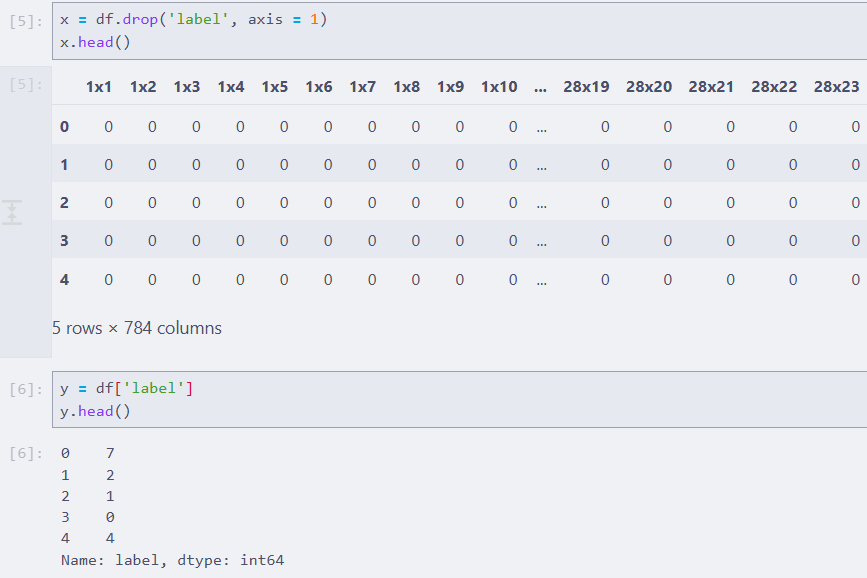 [5]: x = df.drop('label', axis = 1)
x.head()
[5]: 1x1 1x2 1x3 1x4 1x5 1x6 1x7 1x8 1x9 1x10 ... 28x19 28x20 28x21 28x22 28x23
0 0 0 0 0 0 0 0 0 0 0 ... 0 0 0 0 0
1 0 0 0 0 0 0 0 0 0 0 ... 0 0 0 0 0
2 0 0 0 0 0 0 0 0 0 0 ... 0 0 0 0 0
3 0 0 0 0 0 0 0 0 0 0 ... 0 0 0 0 0
4 0 0 0 0 0 0 0 0 0 0 ... 0 0 0 0 0
5 rows × 784 columns
[6]: y = df['label']
y.head()
[6]: 0 7
1 2
2 1
3 0
4 4
Name: label, dtype: int64